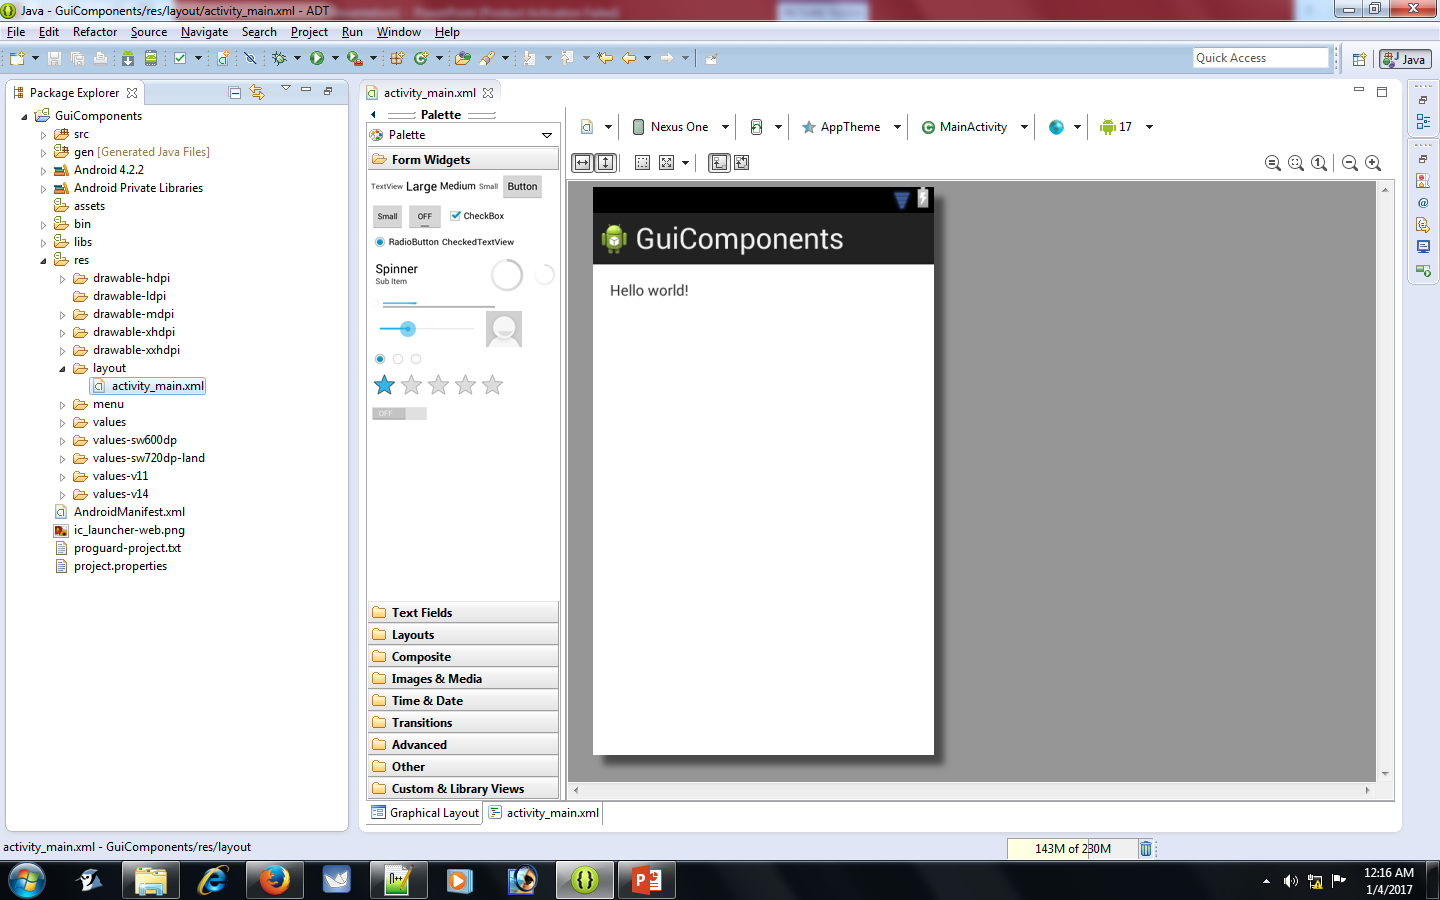 Java - GuiComponents/res/layout/activity_main.xml - ADT
File Edit Refactor Source Navigate Search Project Run Window Help
Quick Access
Java
Package Explorer
GuiComponents
src
gen [Generated Java Files]
Android 4.2.2
Android Private Libraries
assets
bin
libs
res
drawable-hdpi
drawable-ldpi
drawable-mdpi
drawable-xhdpi
drawable-xxhdpi
layout
activity_main.xml
menu
values
values-sw600dp
values-sw720dp-land
values-v11
values-v14
AndroidManifest.xml
ic_launcher-web.png
proguard-project.txt
project.properties
activity_main.xml
Palette
Palette
Form Widgets
TextView Large Medium Small Button
Small OFF CheckBox
RadioButton CheckedTextView
Spinner
Sub Item
OFF
Text Fields
Layouts
Composite
Images & Media
Time & Date
Transitions
Advanced
Other
Custom & Library Views
Nexus One AppTheme MainActivity 17
GuiComponents
Hello world!
Graphical Layout activity_main.xml
activity_main.xml - GuiComponents/res/layout
143M of 230M
12:16 AM
1/4/2017